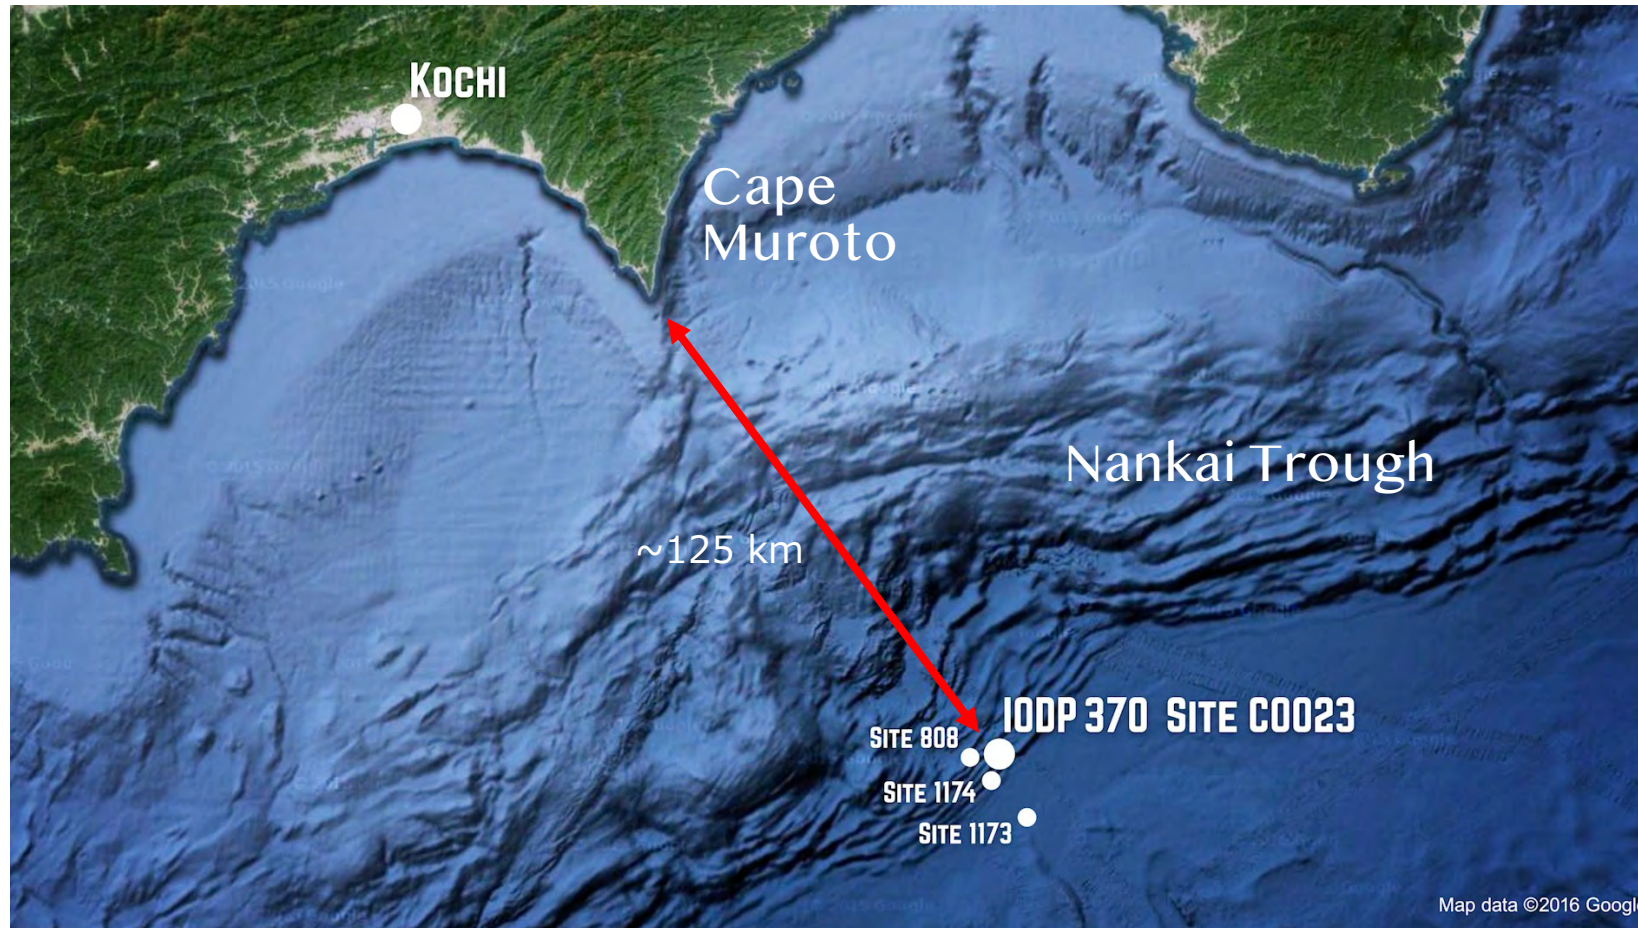 KOCHI
Cape
Muroto
Nankai Trough
~125 km
IODP 370 SITE C0023
SITE 808
SITE 1174
SITE 1173
Map data ©2016 Google